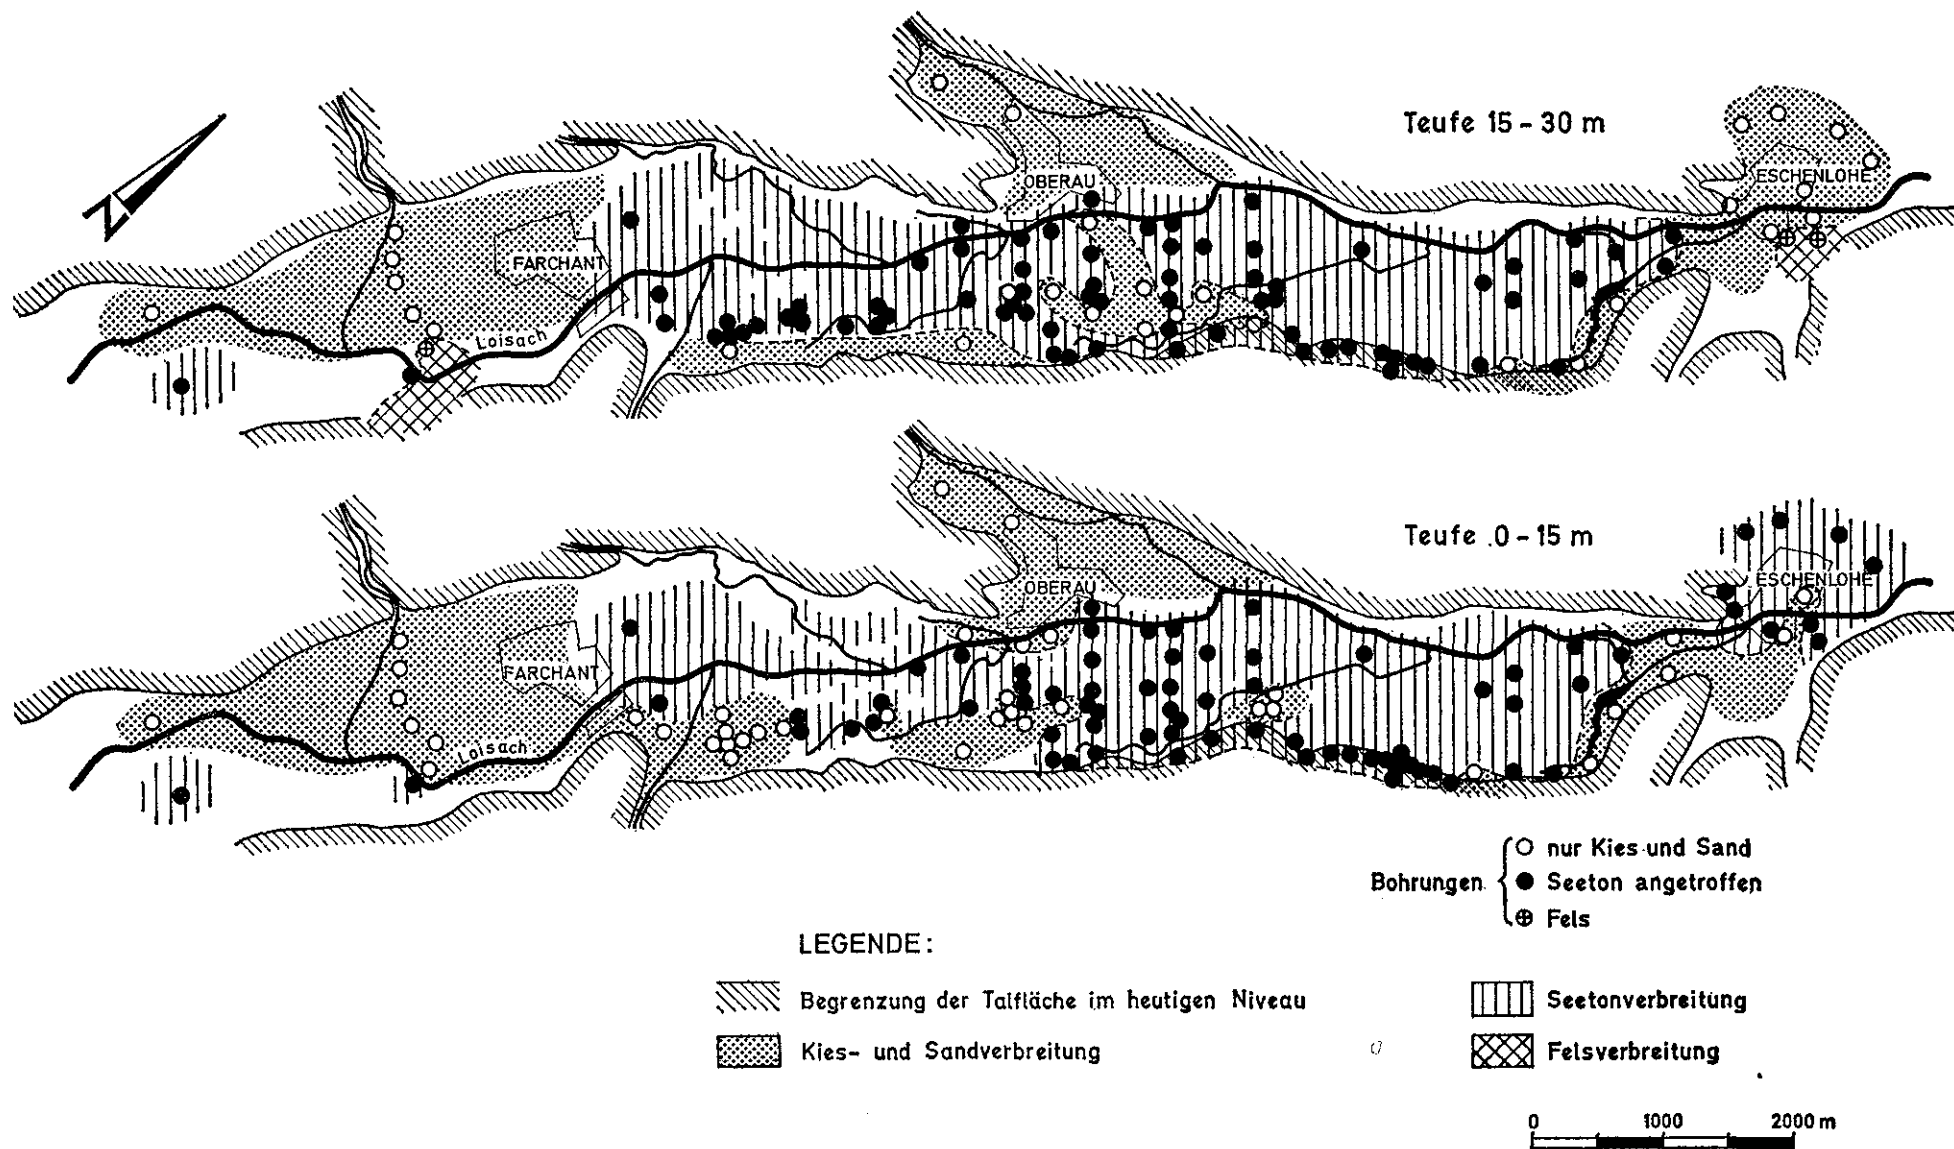 Teufe 15 - 30 m
OBERAU
ESCHENLOHE
FARCHANT
Loisach
N
Teufe .0 - 15 m
OBERAU
ESCHENLOHE
FARCHANT
Loisach
Bohrungen
nur Kies und Sand
Seeton angetroffen
Fels
LEGENDE:
Begrenzung der Talfläche im heutigen Niveau
Seetonverbreitung
Kies- und Sandverbreitung
Felsverbreitung
0 1000 2000 m